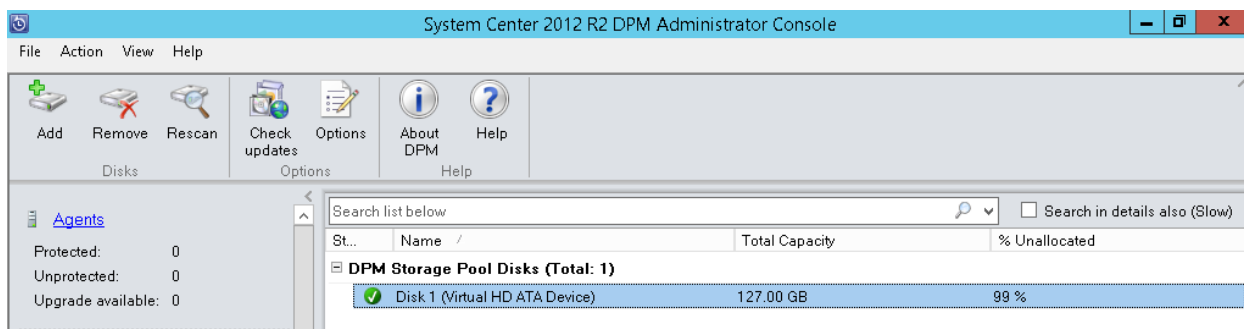 System Center 2012 R2 DPM Administrator Console
File Action View Help
Add Remove Rescan Check updates Options About DPM Help
Disks Options Help
Agents
Protected: 0
Unprotected: 0
Upgrade available: 0
Search list below Search in details also (Slow)
St... Name Total Capacity % Unallocated
DPM Storage Pool Disks (Total: 1)
Disk 1 (Virtual HD ATA Device) 127.00 GB 99 %